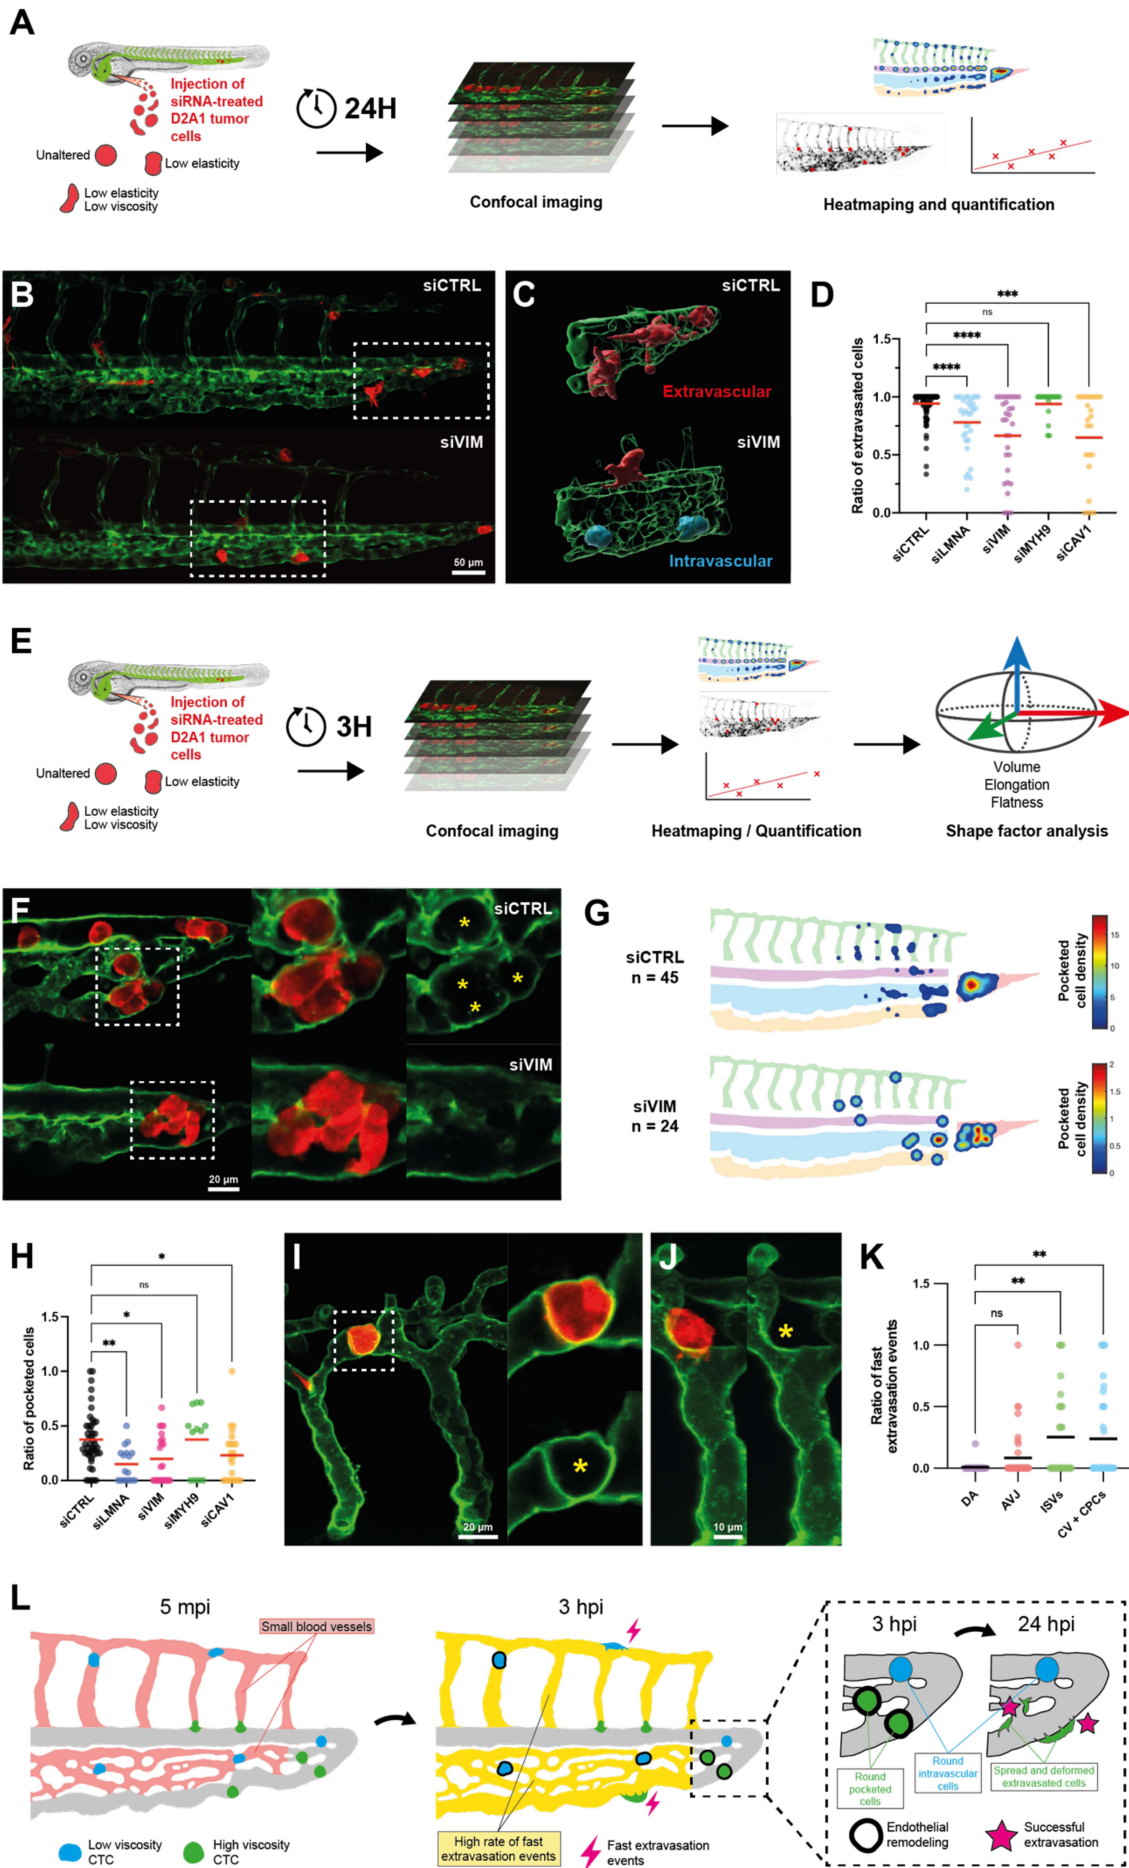 A
Injection of
siRNA-treated
D2A1 tumor
cells
Unaltered
Low elasticity
Low elasticity
Low viscosity
24H
Confocal imaging
Heatmaping and quantification
B
siCTRL
siVIM
50 µm
C
siCTRL
Extravascular
siVIM
Intravascular
D
***
ns
****
****
Ratio of extravasated cells
1.5
1.0
0.5
0.0
siCTRL
siLMNA
siVIM
siMYH9
siCAV1
E
Injection of
siRNA-treated
D2A1 tumor
cells
Unaltered
Low elasticity
Low elasticity
Low viscosity
3H
Confocal imaging
Heatmaping / Quantification
Volume
Elongation
Flatness
Shape factor analysis
F
siCTRL
*
*
*
*
siVIM
20 µm
G
siCTRL
n = 45
Pocketed
cell density
15
10
5
0
siVIM
n = 24
Pocketed
cell density
2
1.5
1
0.5
0
H
*
ns
*
**
Ratio of pocketed cells
1.5
1.0
0.5
0.0
siCTRL
siLMNA
siVIM
siMYH9
siCAV1
I
*
20 µm
J
*
10 µm
K
**
**
ns
Ratio of fast
extravasation events
1.5
1.0
0.5
0.0
DA
AVJ
ISVs
CV + CPCs
L
5 mpi
Small blood vessels
3 hpi
High rate of fast
extravasation events
Fast extravasation
events
Low viscosity
CTC
High viscosity
CTC
3 hpi
24 hpi
Round
pocketed
cells
Round
intravascular
cells
Spread and deformed
extravasated cells
Endothelial
remodeling
Successful
extravasation